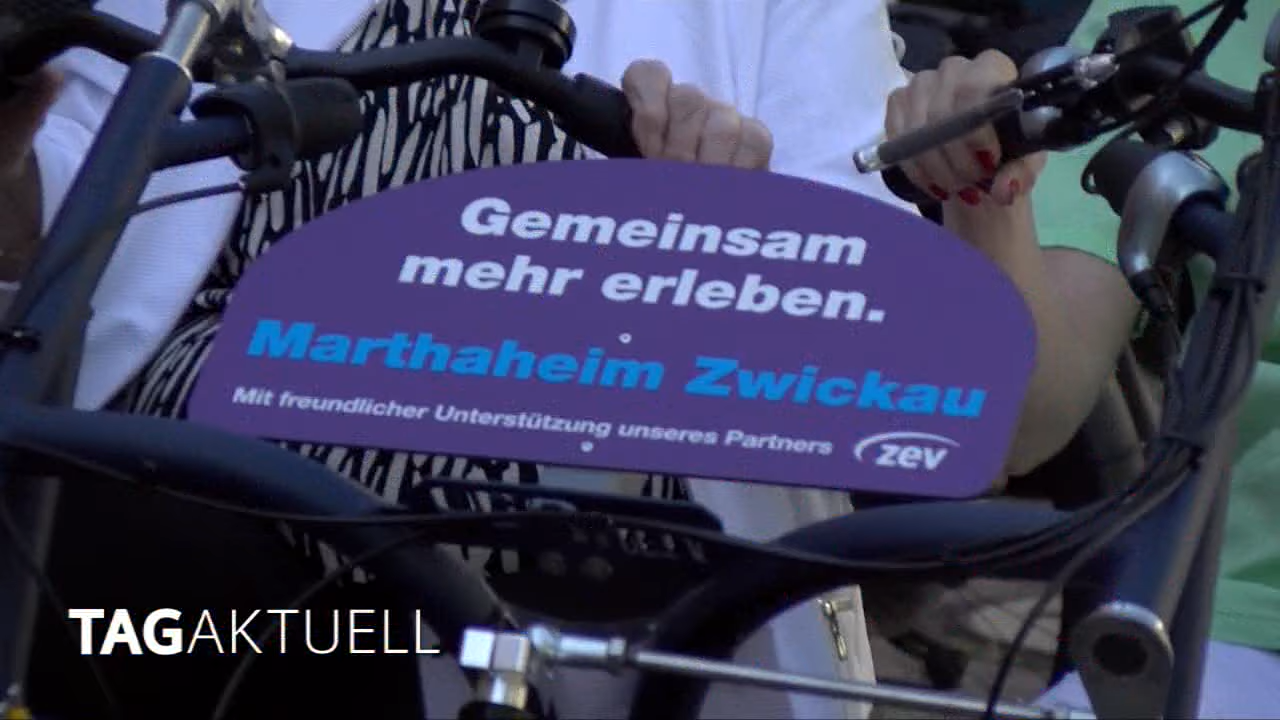 Gemeinsam
mehr erleben.
Marthaheim Zwickau
Mit freundlicher Unterstützung unseres Partners zev
TAGAKTUELL